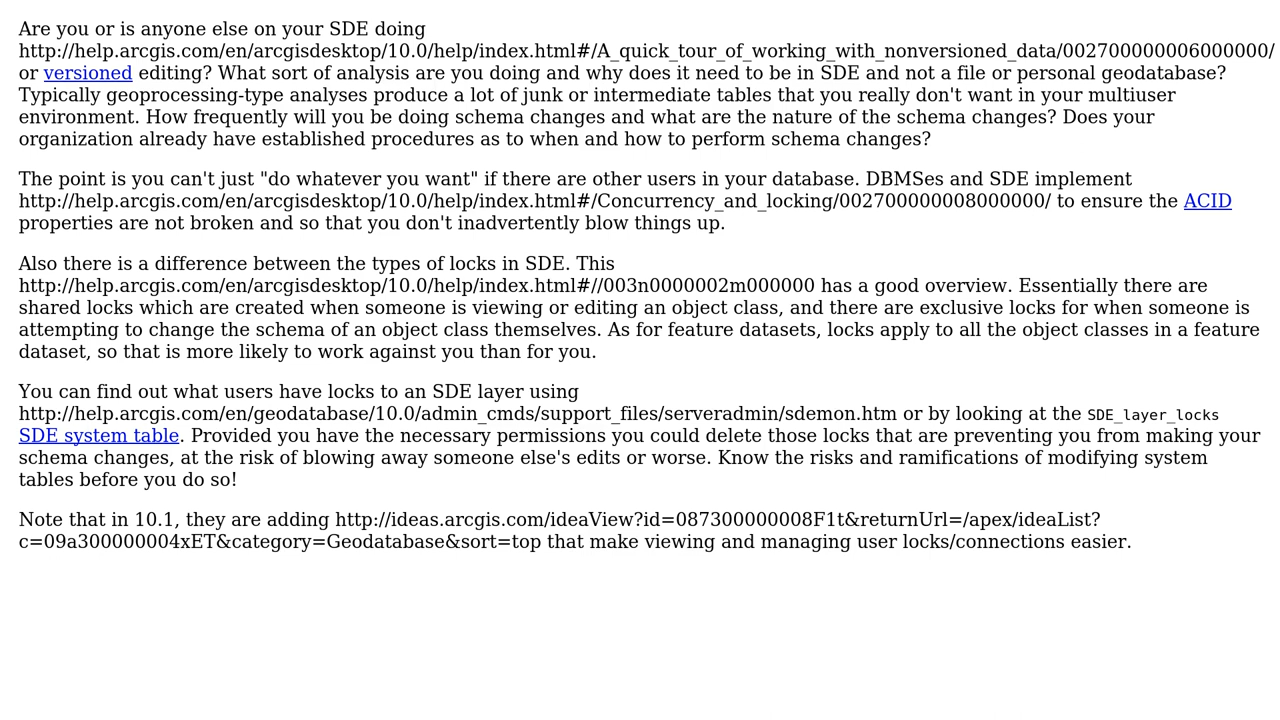 Are you or is anyone else on your SDE doing
http://help.arcgis.com/en/arcgisdesktop/10.0/help/index.html#/A_quick_tour_of_working_with_nonversioned_data/002700000006000000/
or versioned editing? What sort of analysis are you doing and why does it need to be in SDE and not a file or personal geodatabase?
Typically geoprocessing-type analyses produce a lot of junk or intermediate tables that you really don't want in your multiuser
environment. How frequently will you be doing schema changes and what are the nature of the schema changes? Does your
organization already have established procedures as to when and how to perform schema changes?
The point is you can't just "do whatever you want" if there are other users in your database. DBMSes and SDE implement
http://help.arcgis.com/en/arcgisdesktop/10.0/help/index.html#/Concurrency_and_locking/002700000008000000/ to ensure the ACID
properties are not broken and so that you don't inadvertently blow things up.
Also there is a difference between the types of locks in SDE. This
http://help.arcgis.com/en/arcgisdesktop/10.0/help/index.html#//003n0000002m000000 has a good overview. Essentially there are
shared locks which are created when someone is viewing or editing an object class, and there are exclusive locks for when someone is
attempting to change the schema of an object class themselves. As for feature datasets, locks apply to all the object classes in a feature
dataset, so that is more likely to work against you than for you.
You can find out what users have locks to an SDE layer using
http://help.arcgis.com/en/geodatabase/10.0/admin_cmds/support_files/serveradmin/sdemon.htm or by looking at the SDE_layer_locks
SDE system table. Provided you have the necessary permissions you could delete those locks that are preventing you from making your
schema changes, at the risk of blowing away someone else's edits or worse. Know the risks and ramifications of modifying system
tables before you do so!
Note that in 10.1, they are adding http://ideas.arcgis.com/ideaView?id=087300000008F1t&returnUrl=/apex/ideaList?
c=09a300000004xET&category=Geodatabase&sort=top that make viewing and managing user locks/connections easier.